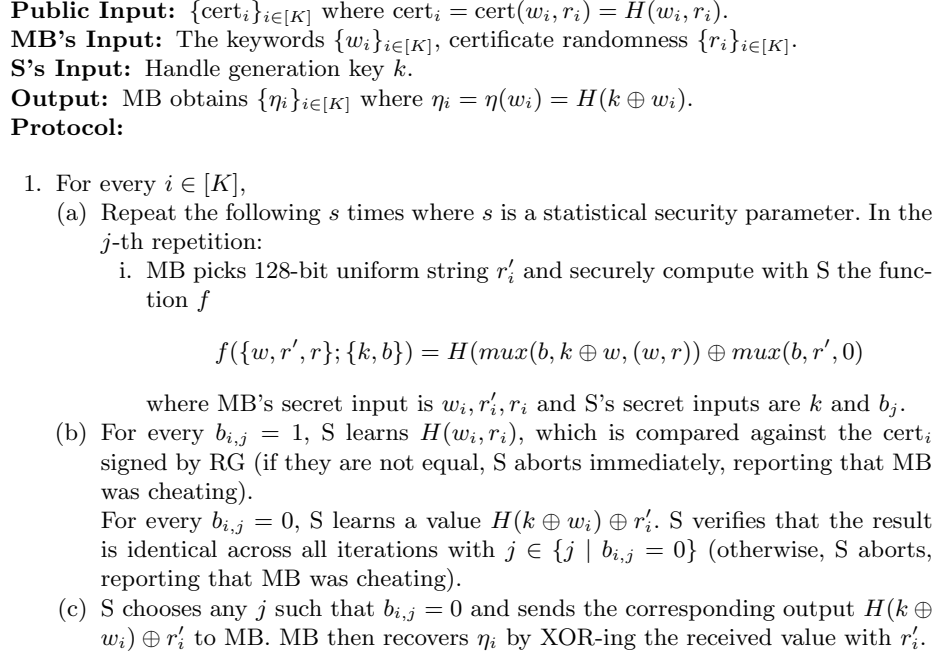 Public Input: {cert_i}_{i∈[K]} where cert_i = cert(w_i, r_i) = H(w_i, r_i).
MB's Input: The keywords {w_i}_{i∈[K]}, certificate randomness {r_i}_{i∈[K]}.
S's Input: Handle generation key k.
Output: MB obtains {η_i}_{i∈[K]} where η_i = η(w_i) = H(k ⊕ w_i).
Protocol:
1. For every i ∈ [K],
(a) Repeat the following s times where s is a statistical security parameter. In the
j-th repetition:
i. MB picks 128-bit uniform string r'_i and securely compute with S the func-
tion f
f({w, r', r}; {k, b}) = H(mux(b, k ⊕ w, (w, r)) ⊕ mux(b, r', 0)
where MB's secret input is w_i, r'_i, r_i and S's secret inputs are k and b_j.
(b) For every b_{i,j} = 1, S learns H(w_i, r_i), which is compared against the cert_i
signed by RG (if they are not equal, S aborts immediately, reporting that MB
was cheating).
For every b_{i,j} = 0, S learns a value H(k ⊕ w_i) ⊕ r'_i. S verifies that the result
is identical across all iterations with j ∈ {j | b_{i,j} = 0} (otherwise, S aborts,
reporting that MB was cheating).
(c) S chooses any j such that b_{i,j} = 0 and sends the corresponding output H(k ⊕
w_i) ⊕ r'_i to MB. MB then recovers η_i by XOR-ing the received value with r'_i.